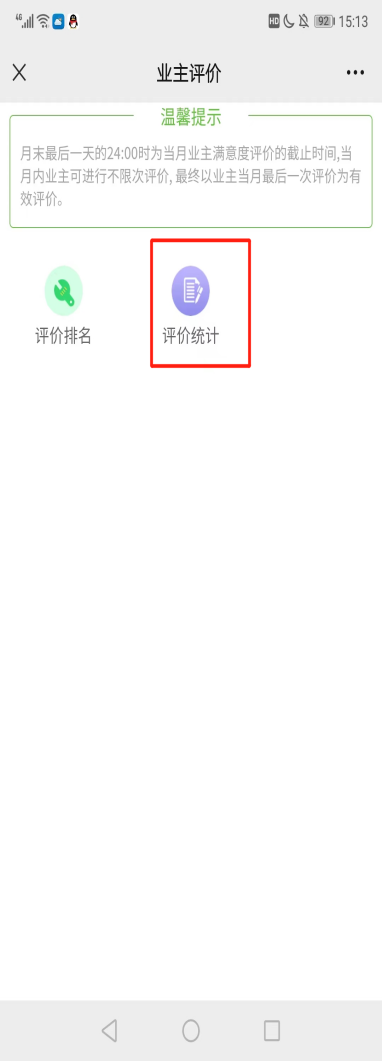 46 HD 92 15:13
业主评价
温馨提示
月末最后一天的24:00时为当月业主满意度评价的截止时间,当
月内业主可进行不限次评价, 最终以业主当月最后一次评价为有
效评价。
评价排名 评价统计